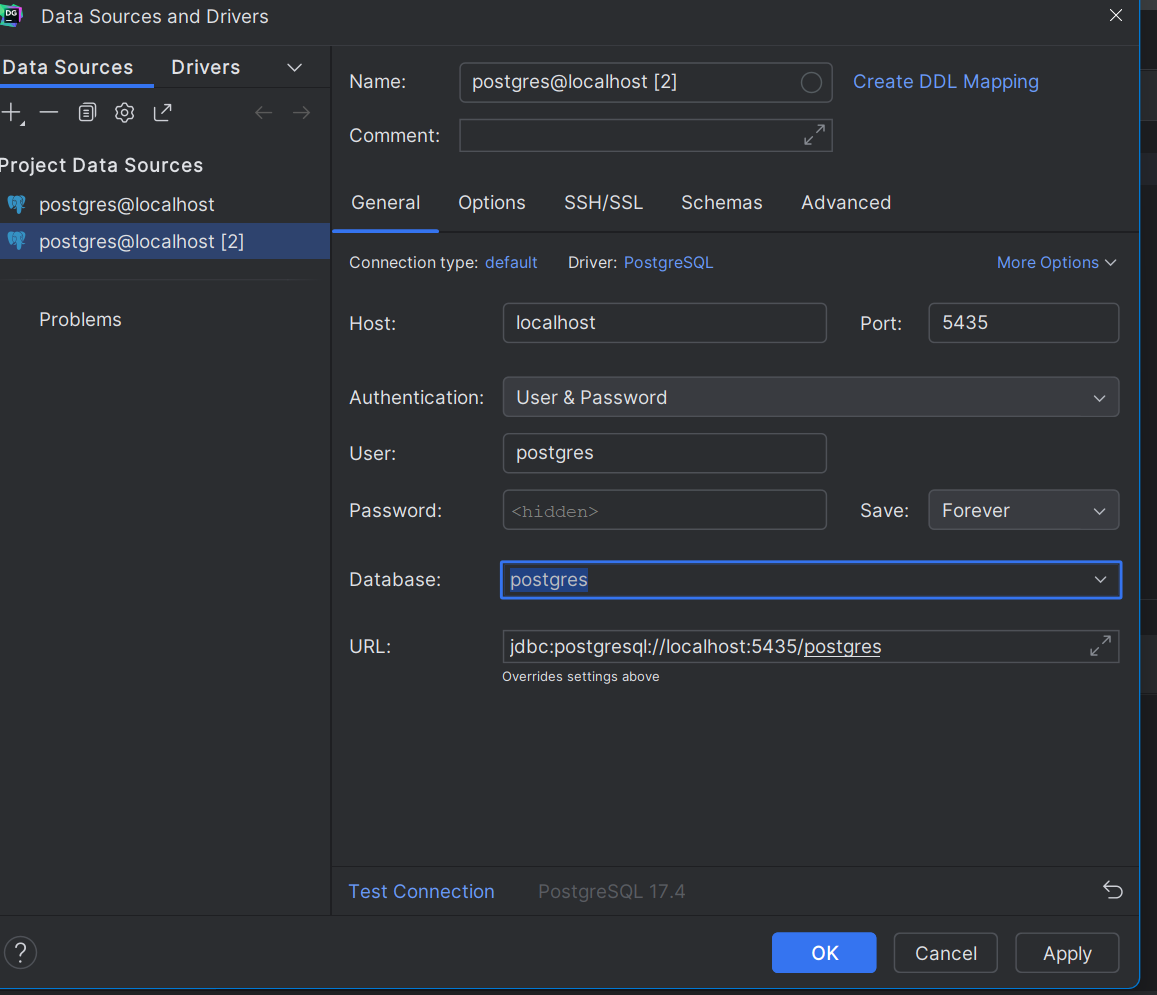 DG
Data Sources and Drivers
Data Sources
Drivers
Project Data Sources
postgres@localhost
postgres@localhost [2]
Problems
Name:
postgres@localhost [2]
Create DDL Mapping
Comment:
General
Options
SSH/SSL
Schemas
Advanced
Connection type: default
Driver: PostgreSQL
More Options
Host:
localhost
Port:
5435
Authentication:
User & Password
User:
postgres
Password:
<hidden>
Save:
Forever
Database:
postgres
URL:
jdbc:postgresql://localhost:5435/postgres
Overrides settings above
Test Connection
PostgreSQL 17.4
?
OK
Cancel
Apply